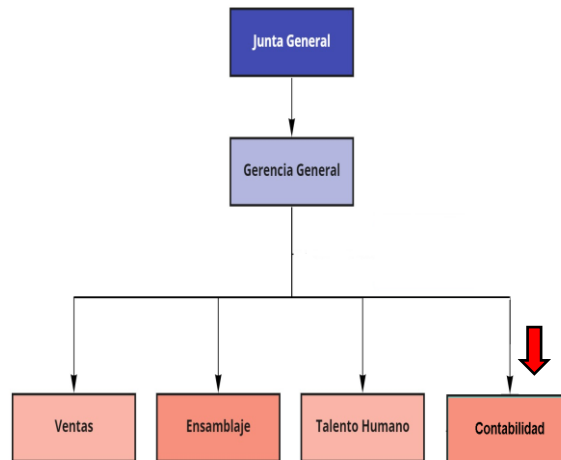 Junta General
Gerencia General
Ventas
Ensamblaje
Talento Humano
Contabilidad